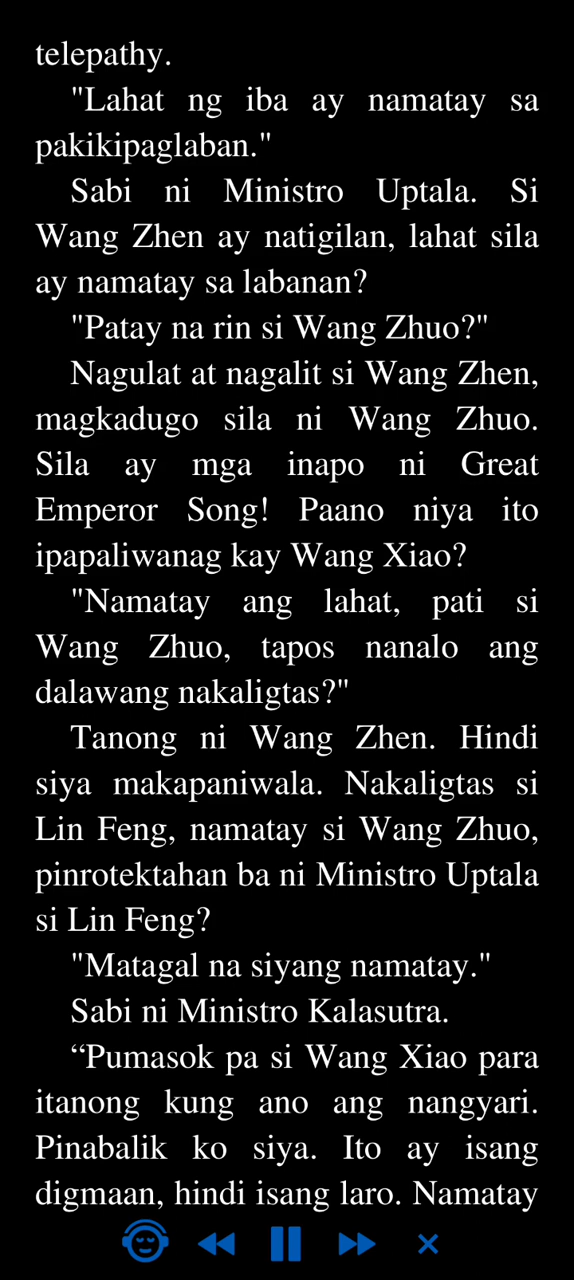 telepathy.
"Lahat ng iba ay namatay sa
pakikipaglaban."
Sabi ni Ministro Uptala. Si
Wang Zhen ay natigilan, lahat sila
ay namatay sa labanan?
"Patay na rin si Wang Zhuo?"
Nagulat at nagalit si Wang Zhen,
magkadugo sila ni Wang Zhuo.
Sila ay mga inapo ni Great
Emperor Song! Paano niya ito
ipapaliwanag kay Wang Xiao?
"Namatay ang lahat, pati si
Wang Zhuo, tapos nanalo ang
dalawang nakaligtas?"
Tanong ni Wang Zhen. Hindi
siya makapaniwala. Nakaligtas si
Lin Feng, namatay si Wang Zhuo,
pinrotektahan ba ni Ministro Uptala
si Lin Feng?
"Matagal na siyang namatay."
Sabi ni Ministro Kalasutra.
“Pumasok pa si Wang Xiao para
itanong kung ano ang nangyari.
Pinabalik ko siya. Ito ay isang
digmaan, hindi isang laro. Namatay